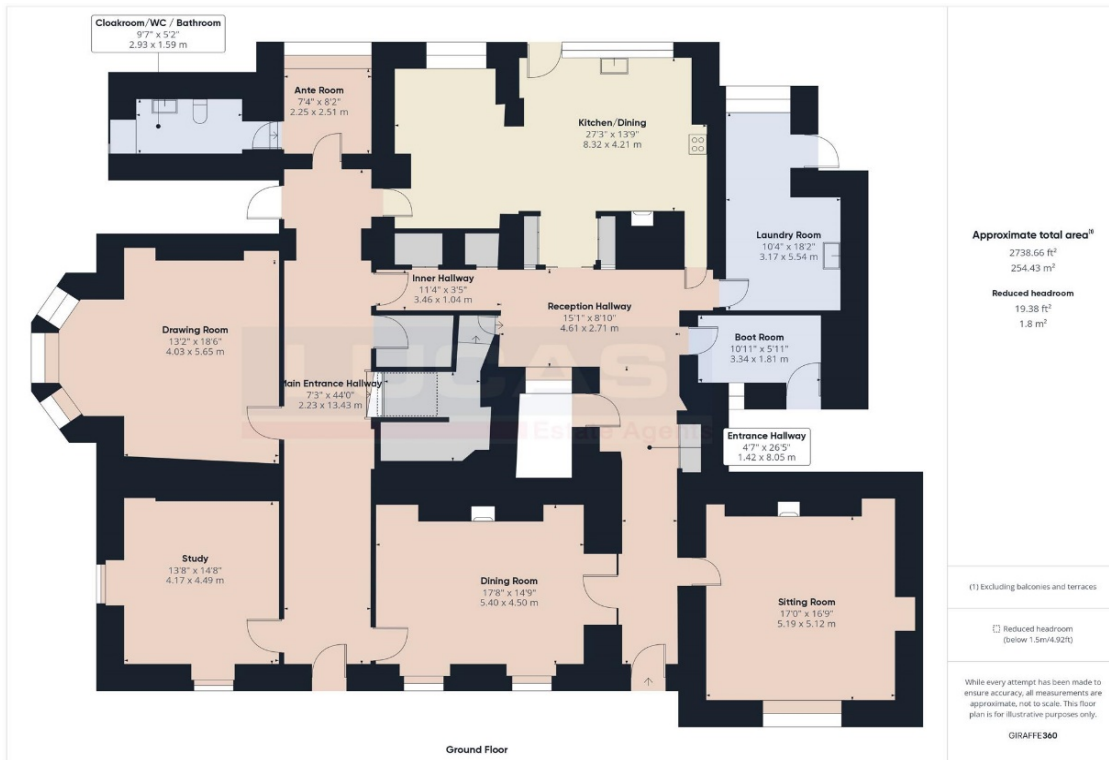 Cloakroom/WC / Bathroom
9'7" x 5'2"
2.93 x 1.59 m
Ante Room
7'4" x 8'2"
2.25 x 2.51 m
Kitchen/Dining
27'3" x 13'9"
8.32 x 4.21 m
Laundry Room
10'4" x 18'2"
3.17 x 5.54 m
Inner Hallway
11'4" x 3'5"
3.46 x 1.04 m
Reception Hallway
15'1" x 8'10"
4.61 x 2.71 m
Drawing Room
13'2" x 18'6"
4.03 x 5.65 m
Boot Room
10'11" x 5'11"
3.34 x 1.81 m
Main Entrance Hallway
7'3" x 44'0"
2.23 x 13.43 m
LUCAS
Estate Agents
Entrance Hallway
4'7" x 26'5"
1.42 x 8.05 m
Study
13'8" x 14'8"
4.17 x 4.49 m
Dining Room
17'8" x 14'9"
5.40 x 4.50 m
Sitting Room
17'0" x 16'9"
5.19 x 5.12 m
Ground Floor
Approximate total area(1)
2738.66 ft²
254.43 m²
Reduced headroom
19.38 ft²
1.8 m²
(1) Excluding balconies and terraces
Reduced headroom
(below 1.5m/4.92ft)
While every attempt has been made to
ensure accuracy, all measurements are
approximate, not to scale. This floor
plan is for illustrative purposes only.
GIRAFFE360